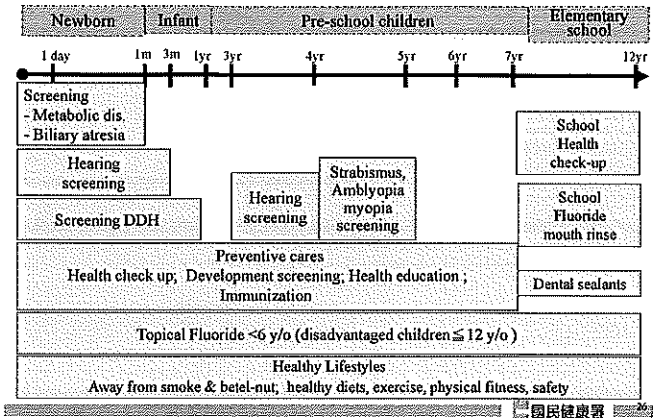 Newborn
Infant
Pre-school children
Elementary
school
1 day
1m
3m
1yr
3yr
4yr
5yr
6yr
7yr
12yr
Screening
- Metabolic dis.
- Biliary atresia
Hearing
screening
Screening DDH
Hearing
screening
Strabismus,
Amblyopia
myopia
screening
School
Health
check-up
School
Fluoride
mouth rinse
Preventive cares
Health check up; Development screening; Health education ;
Immunization
Dental sealants
Topical Fluoride <6 y/o (disadvantaged children ≦ 12 y/o )
Healthy Lifestyles
Away from smoke & betel-nut; healthy diets, exercise, physical fitness, safety
國民健康署
26